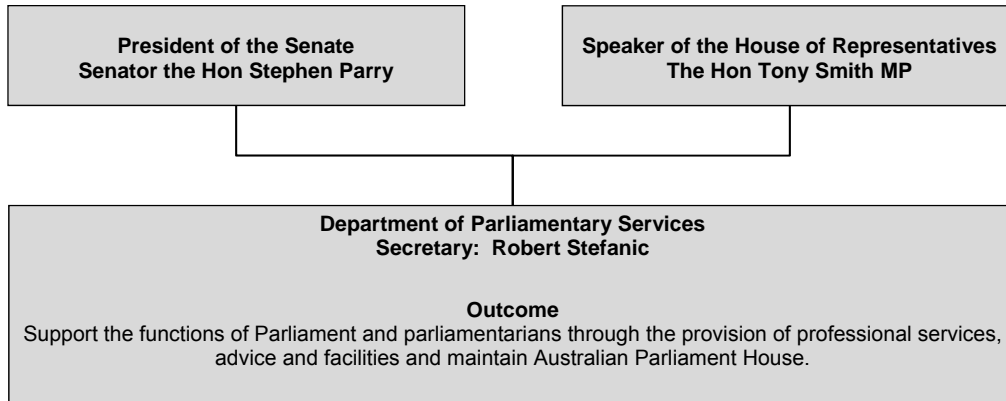 President of the Senate
Senator the Hon Stephen Parry
Speaker of the House of Representatives
The Hon Tony Smith MP
Department of Parliamentary Services
Secretary:  Robert Stefanic
Outcome
Support the functions of Parliament and parliamentarians through the provision of professional services,
advice and facilities and maintain Australian Parliament House.